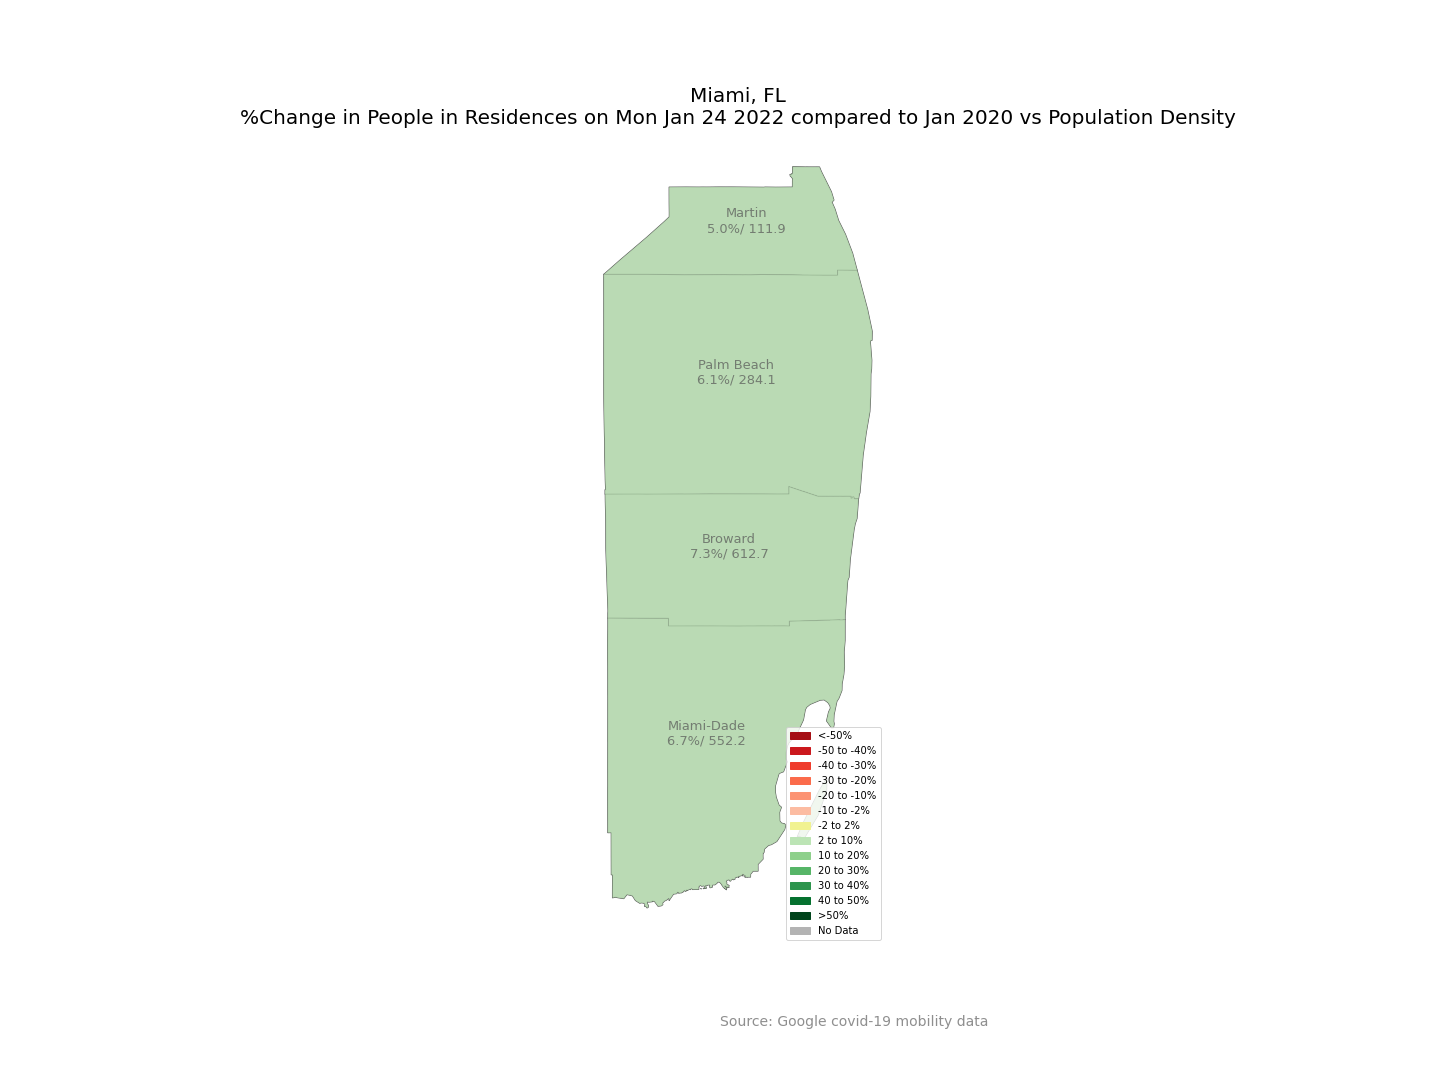 Miami, FL
%Change in People in Residences on Mon Jan 24 2022 compared to Jan 2020 vs Population Density
Martin
5.0%/ 111.9
Palm Beach
6.1%/ 284.1
Broward
7.3%/ 612.7
Miami-Dade
6.7%/ 552.2
<-50%
-50 to -40%
-40 to -30%
-30 to -20%
-20 to -10%
-10 to -2%
-2 to 2%
2 to 10%
10 to 20%
20 to 30%
30 to 40%
40 to 50%
>50%
No Data
Source: Google covid-19 mobility data